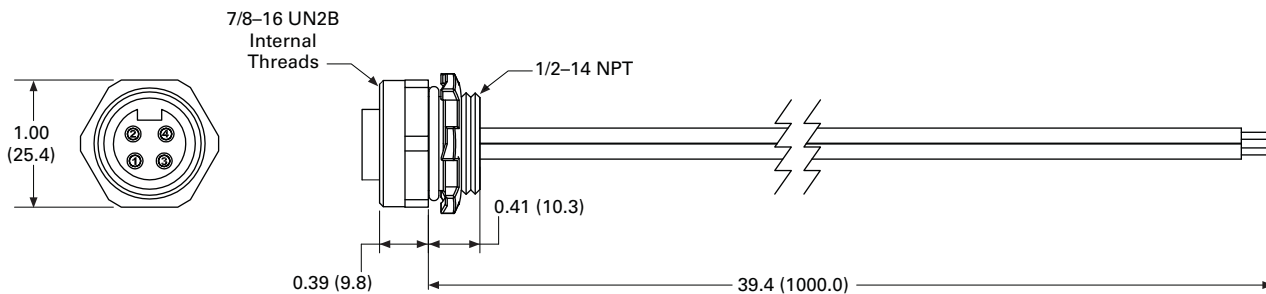 7/8–16 UN2B
Internal
Threads
1/2–14 NPT
1.00
(25.4)
2 4
1 3
0.41 (10.3)
0.39 (9.8)
39.4 (1000.0)